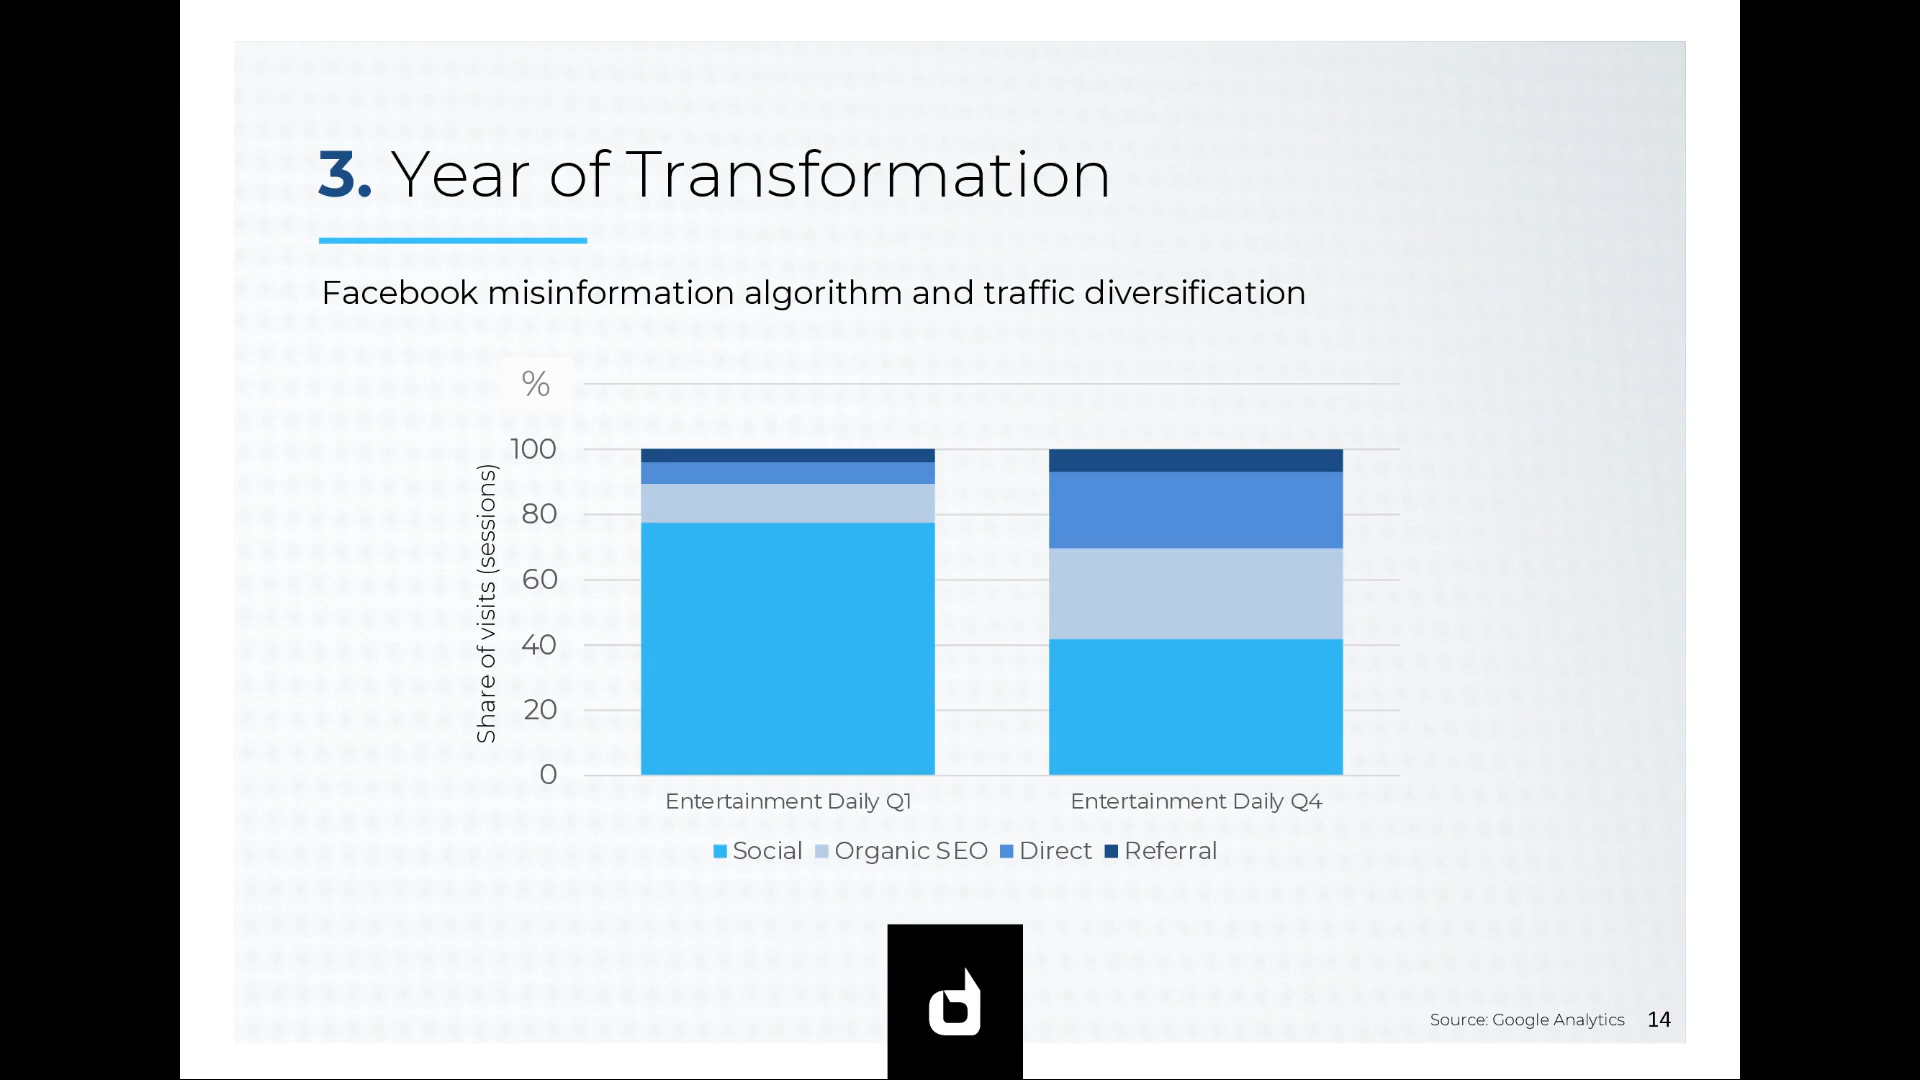 3. Year of Transformation
Facebook misinformation algorithm and traffic diversification
%
100
80
60
40
20
0
Share of visits (sessions)
Entertainment Daily Q1
Entertainment Daily Q4
Social
Organic SEO
Direct
Referral
Source: Google Analytics
14